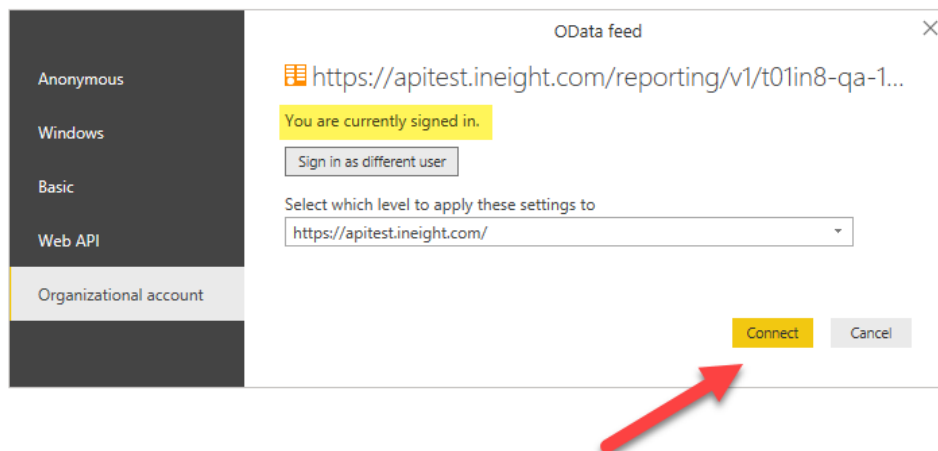 OData feed
Anonymous
Windows
Basic
Web API
Organizational account
https://apitest.ineight.com/reporting/v1/t01in8-qa-1...
You are currently signed in.
Sign in as different user
Select which level to apply these settings to
https://apitest.ineight.com/
Connect
Cancel